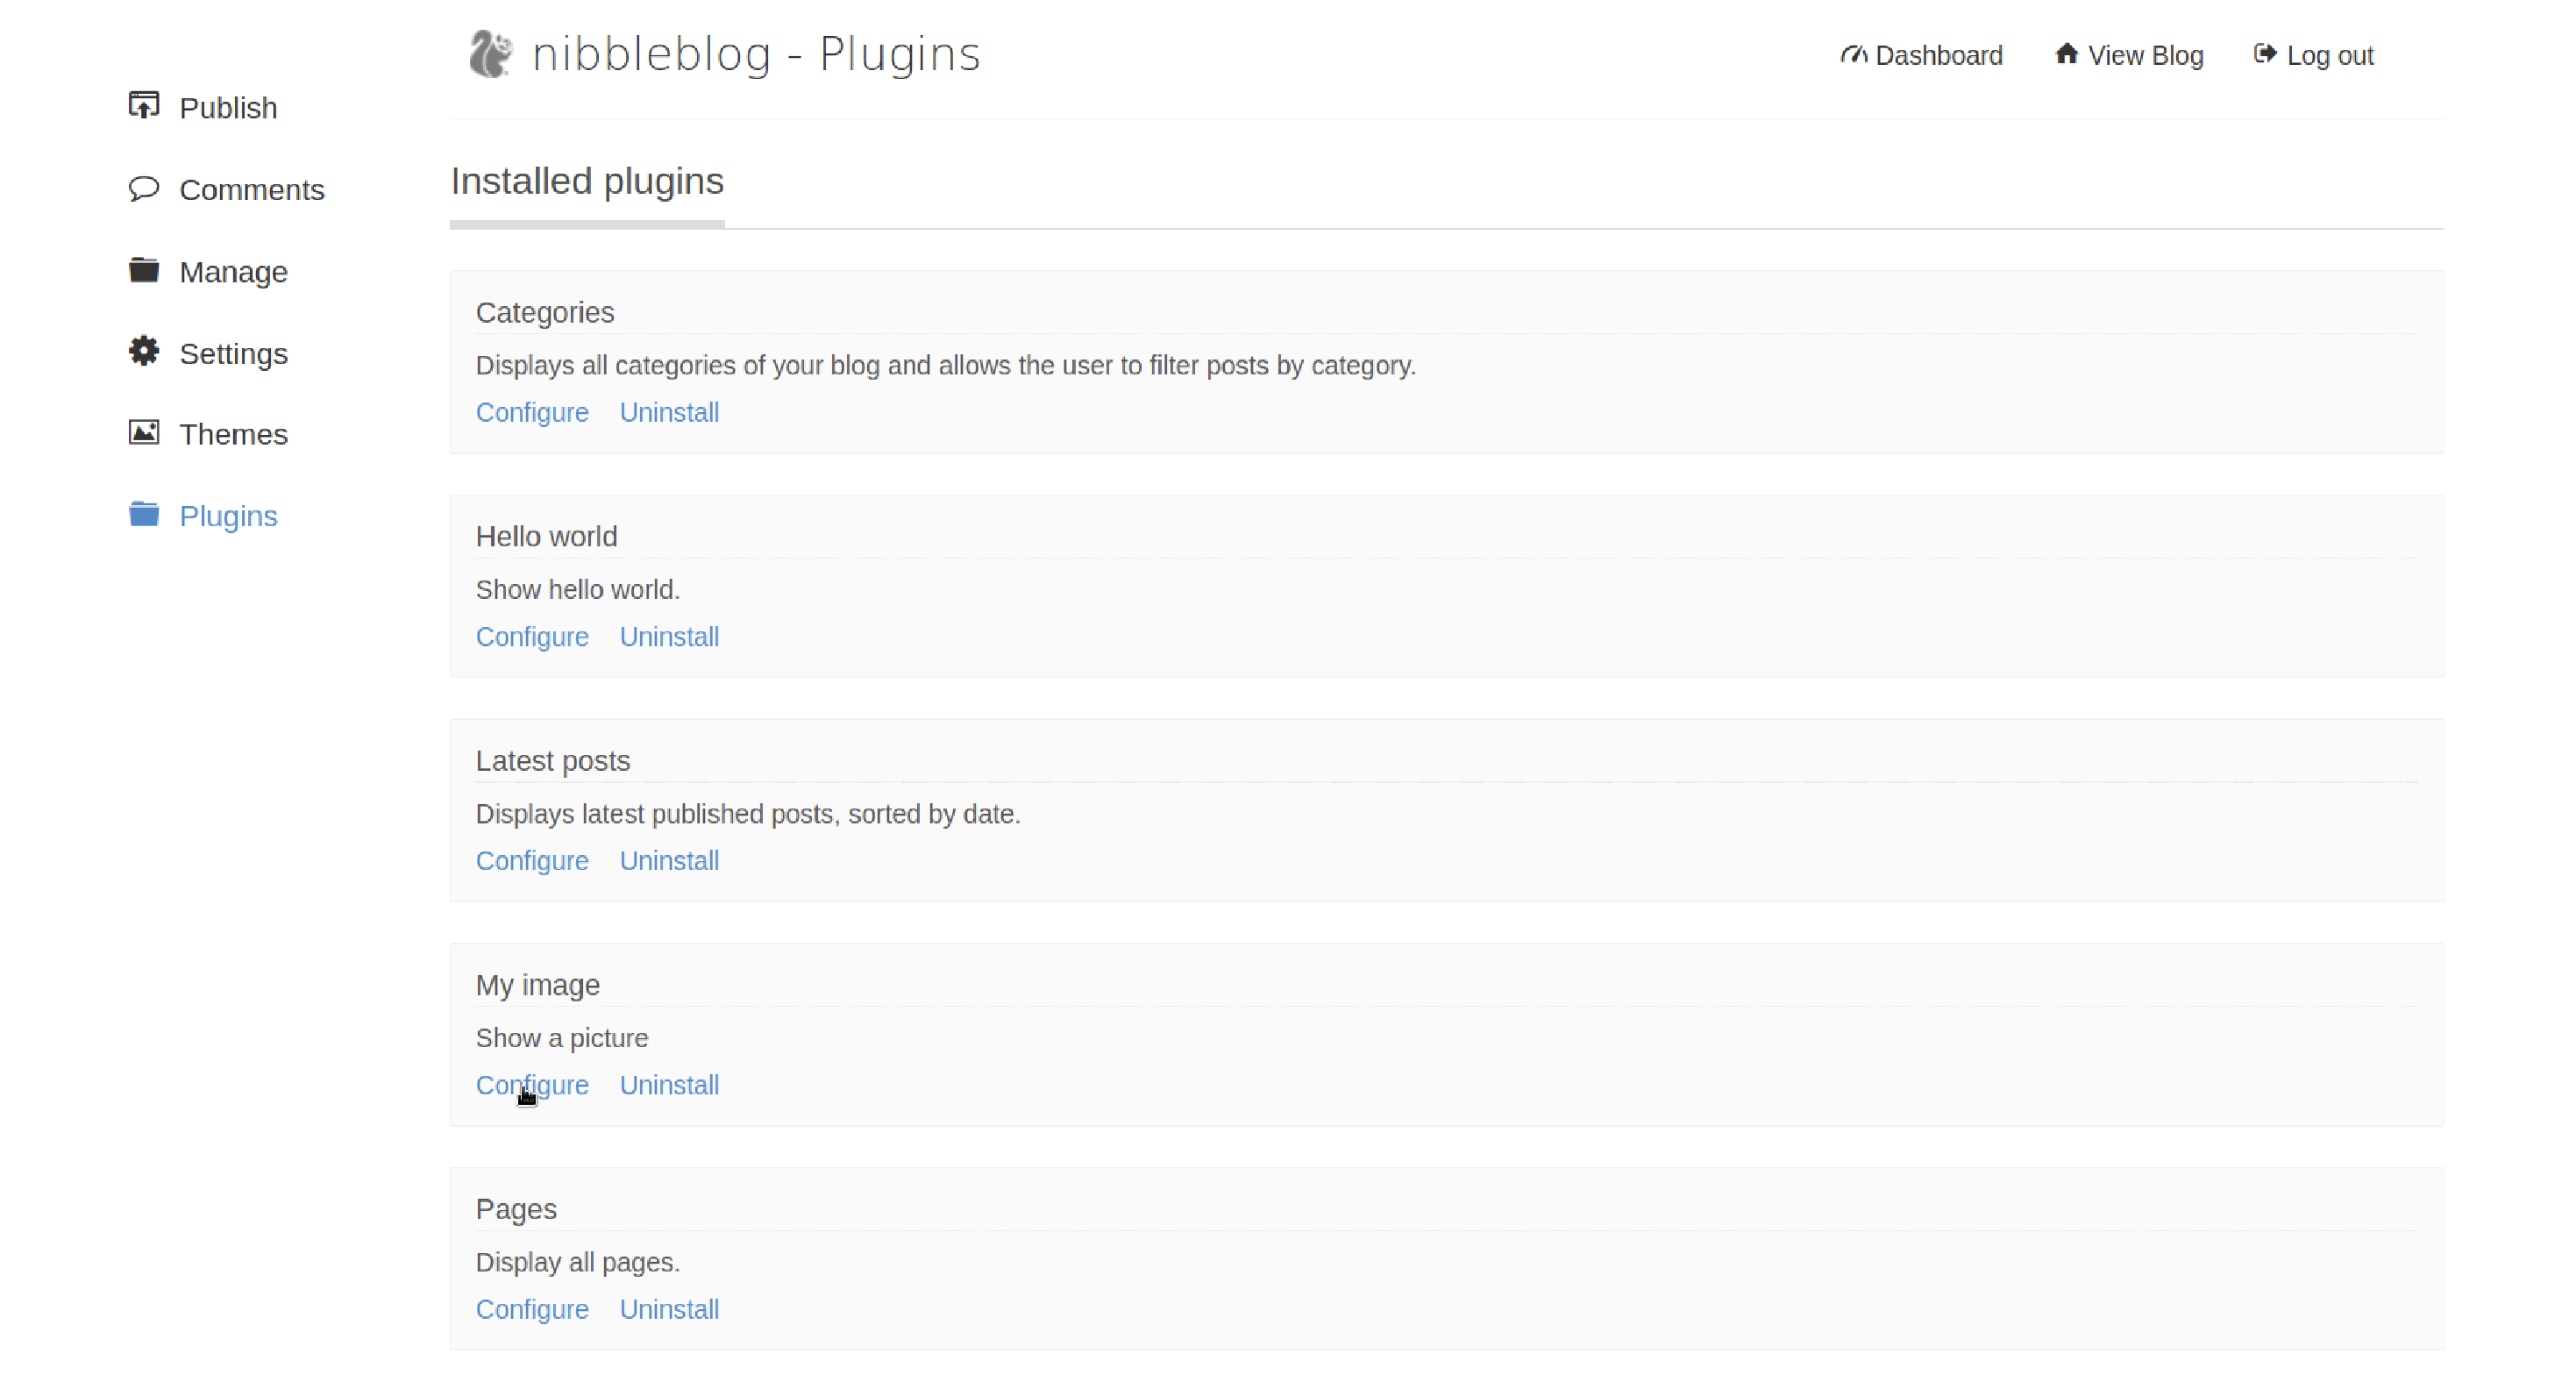 nibbleblog - Plugins
Dashboard View Blog Log out
Publish
Comments
Manage
Settings
Themes
Plugins
Installed plugins
Categories
Displays all categories of your blog and allows the user to filter posts by category.
Configure Uninstall
Hello world
Show hello world.
Configure Uninstall
Latest posts
Displays latest published posts, sorted by date.
Configure Uninstall
My image
Show a picture
Configure Uninstall
Pages
Display all pages.
Configure Uninstall